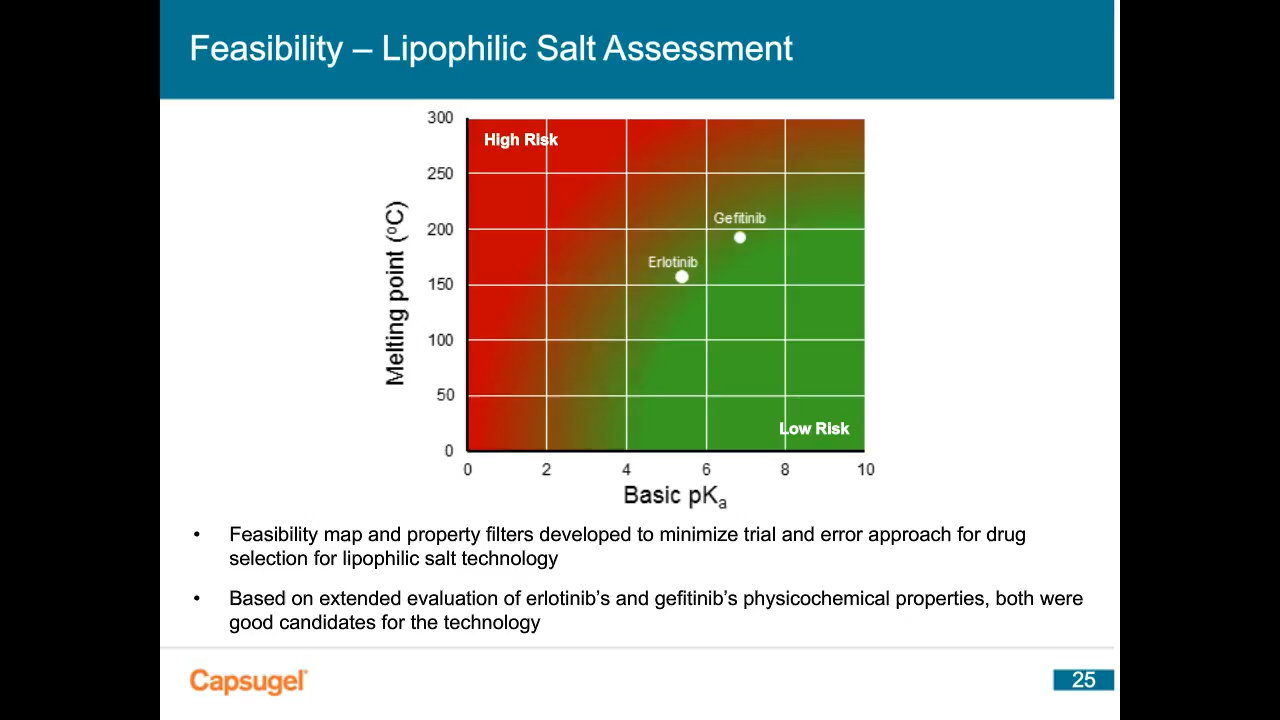 Feasibility – Lipophilic Salt Assessment
300
High Risk
250
Gefitinib
200
Erlotinib
150
Melting point (°C)
100
50
Low Risk
0
0 2 4 6 8 10
Basic pKa
• Feasibility map and property filters developed to minimize trial and error approach for drug
selection for lipophilic salt technology
• Based on extended evaluation of erlotinib’s and gefitinib’s physicochemical properties, both were
good candidates for the technology
Capsugel®
25